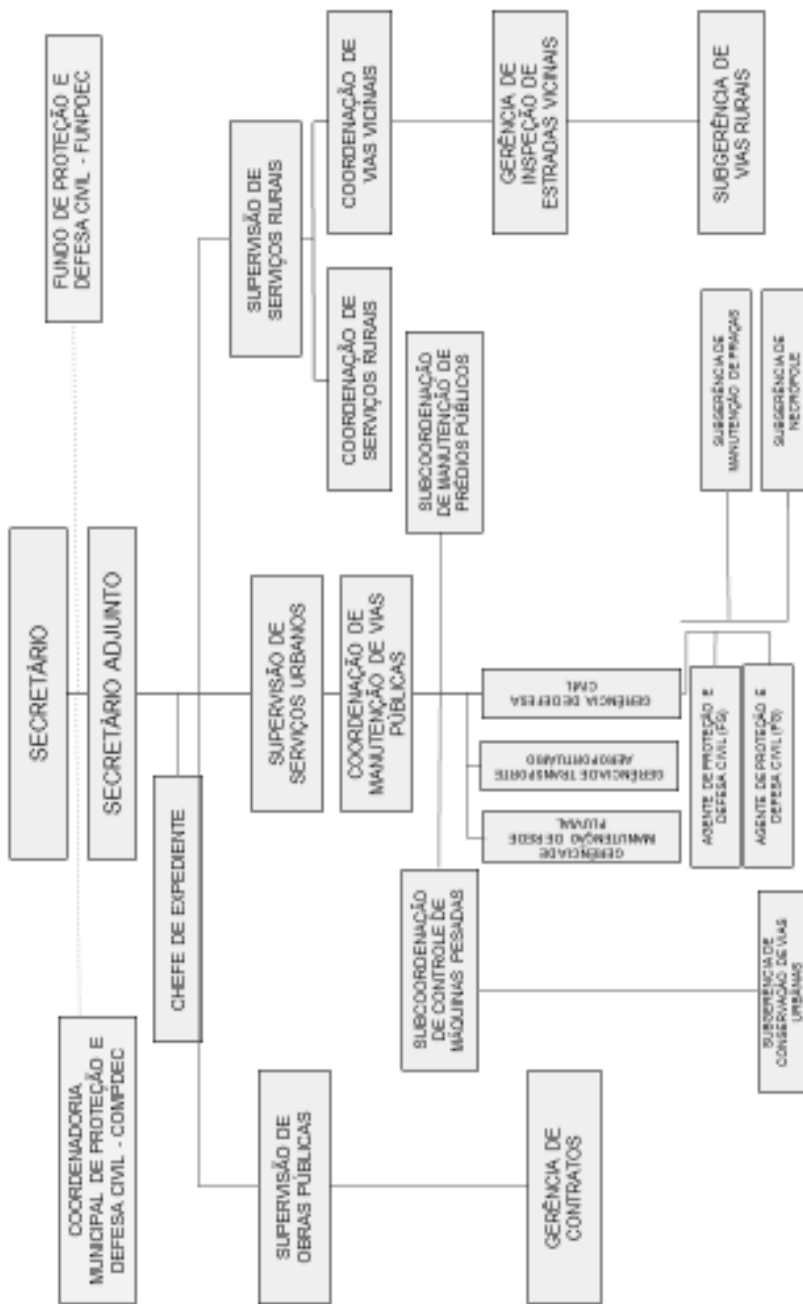 SECRETÁRIO
SECRETÁRIO ADJUNTO
COORDENADORIA
MUNICIPAL DE PROTEÇÃO E
DEFESA CIVIL - COMPDEC
FUNDO DE PROTEÇÃO E
DEFESA CIVIL - FUNPDEC
CHEFE DE EXPEDIENTE
SUPERVISÃO DE
OBRAS PÚBLICAS
SUPERVISÃO DE
SERVIÇOS URBANOS
SUPERVISÃO DE
SERVIÇOS RURAIS
COORDENAÇÃO DE
MANUTENÇÃO DE VIAS
PÚBLICAS
COORDENAÇÃO DE
SERVIÇOS RURAIS
COORDENAÇÃO DE
VIAS VICINAIS
SUBCOORDENAÇÃO
DE CONTROLE DE
MÁQUINAS PESADAS
SUBCOORDENAÇÃO
DE MANUTENÇÃO DE
PRÉDIOS PÚBLICOS
GERÊNCIA DE
CONTRATOS
GERÊNCIA DE
MANUTENÇÃO DE REDE
PLUVIAL
GERÊNCIA DE TRANSPORTE
AEROPORTUÁRIO
GERÊNCIA DE DEFESA
CIVIL
GERÊNCIA DE
INSPEÇÃO DE
ESTRADAS VICINAIS
AGENTE DE PROTEÇÃO E
DEFESA CIVIL (FG)
AGENTE DE PROTEÇÃO E
DEFESA CIVIL (FG)
SUBGERÊNCIA DE
MANUTENÇÃO DE PRAÇAS
SUBGERÊNCIA DE
NECRÓPOLE
SUBGERÊNCIA DE
VIAS RURAIS
SUBGERÊNCIA DE
CONSERVAÇÃO DE VIAS
URBANAS